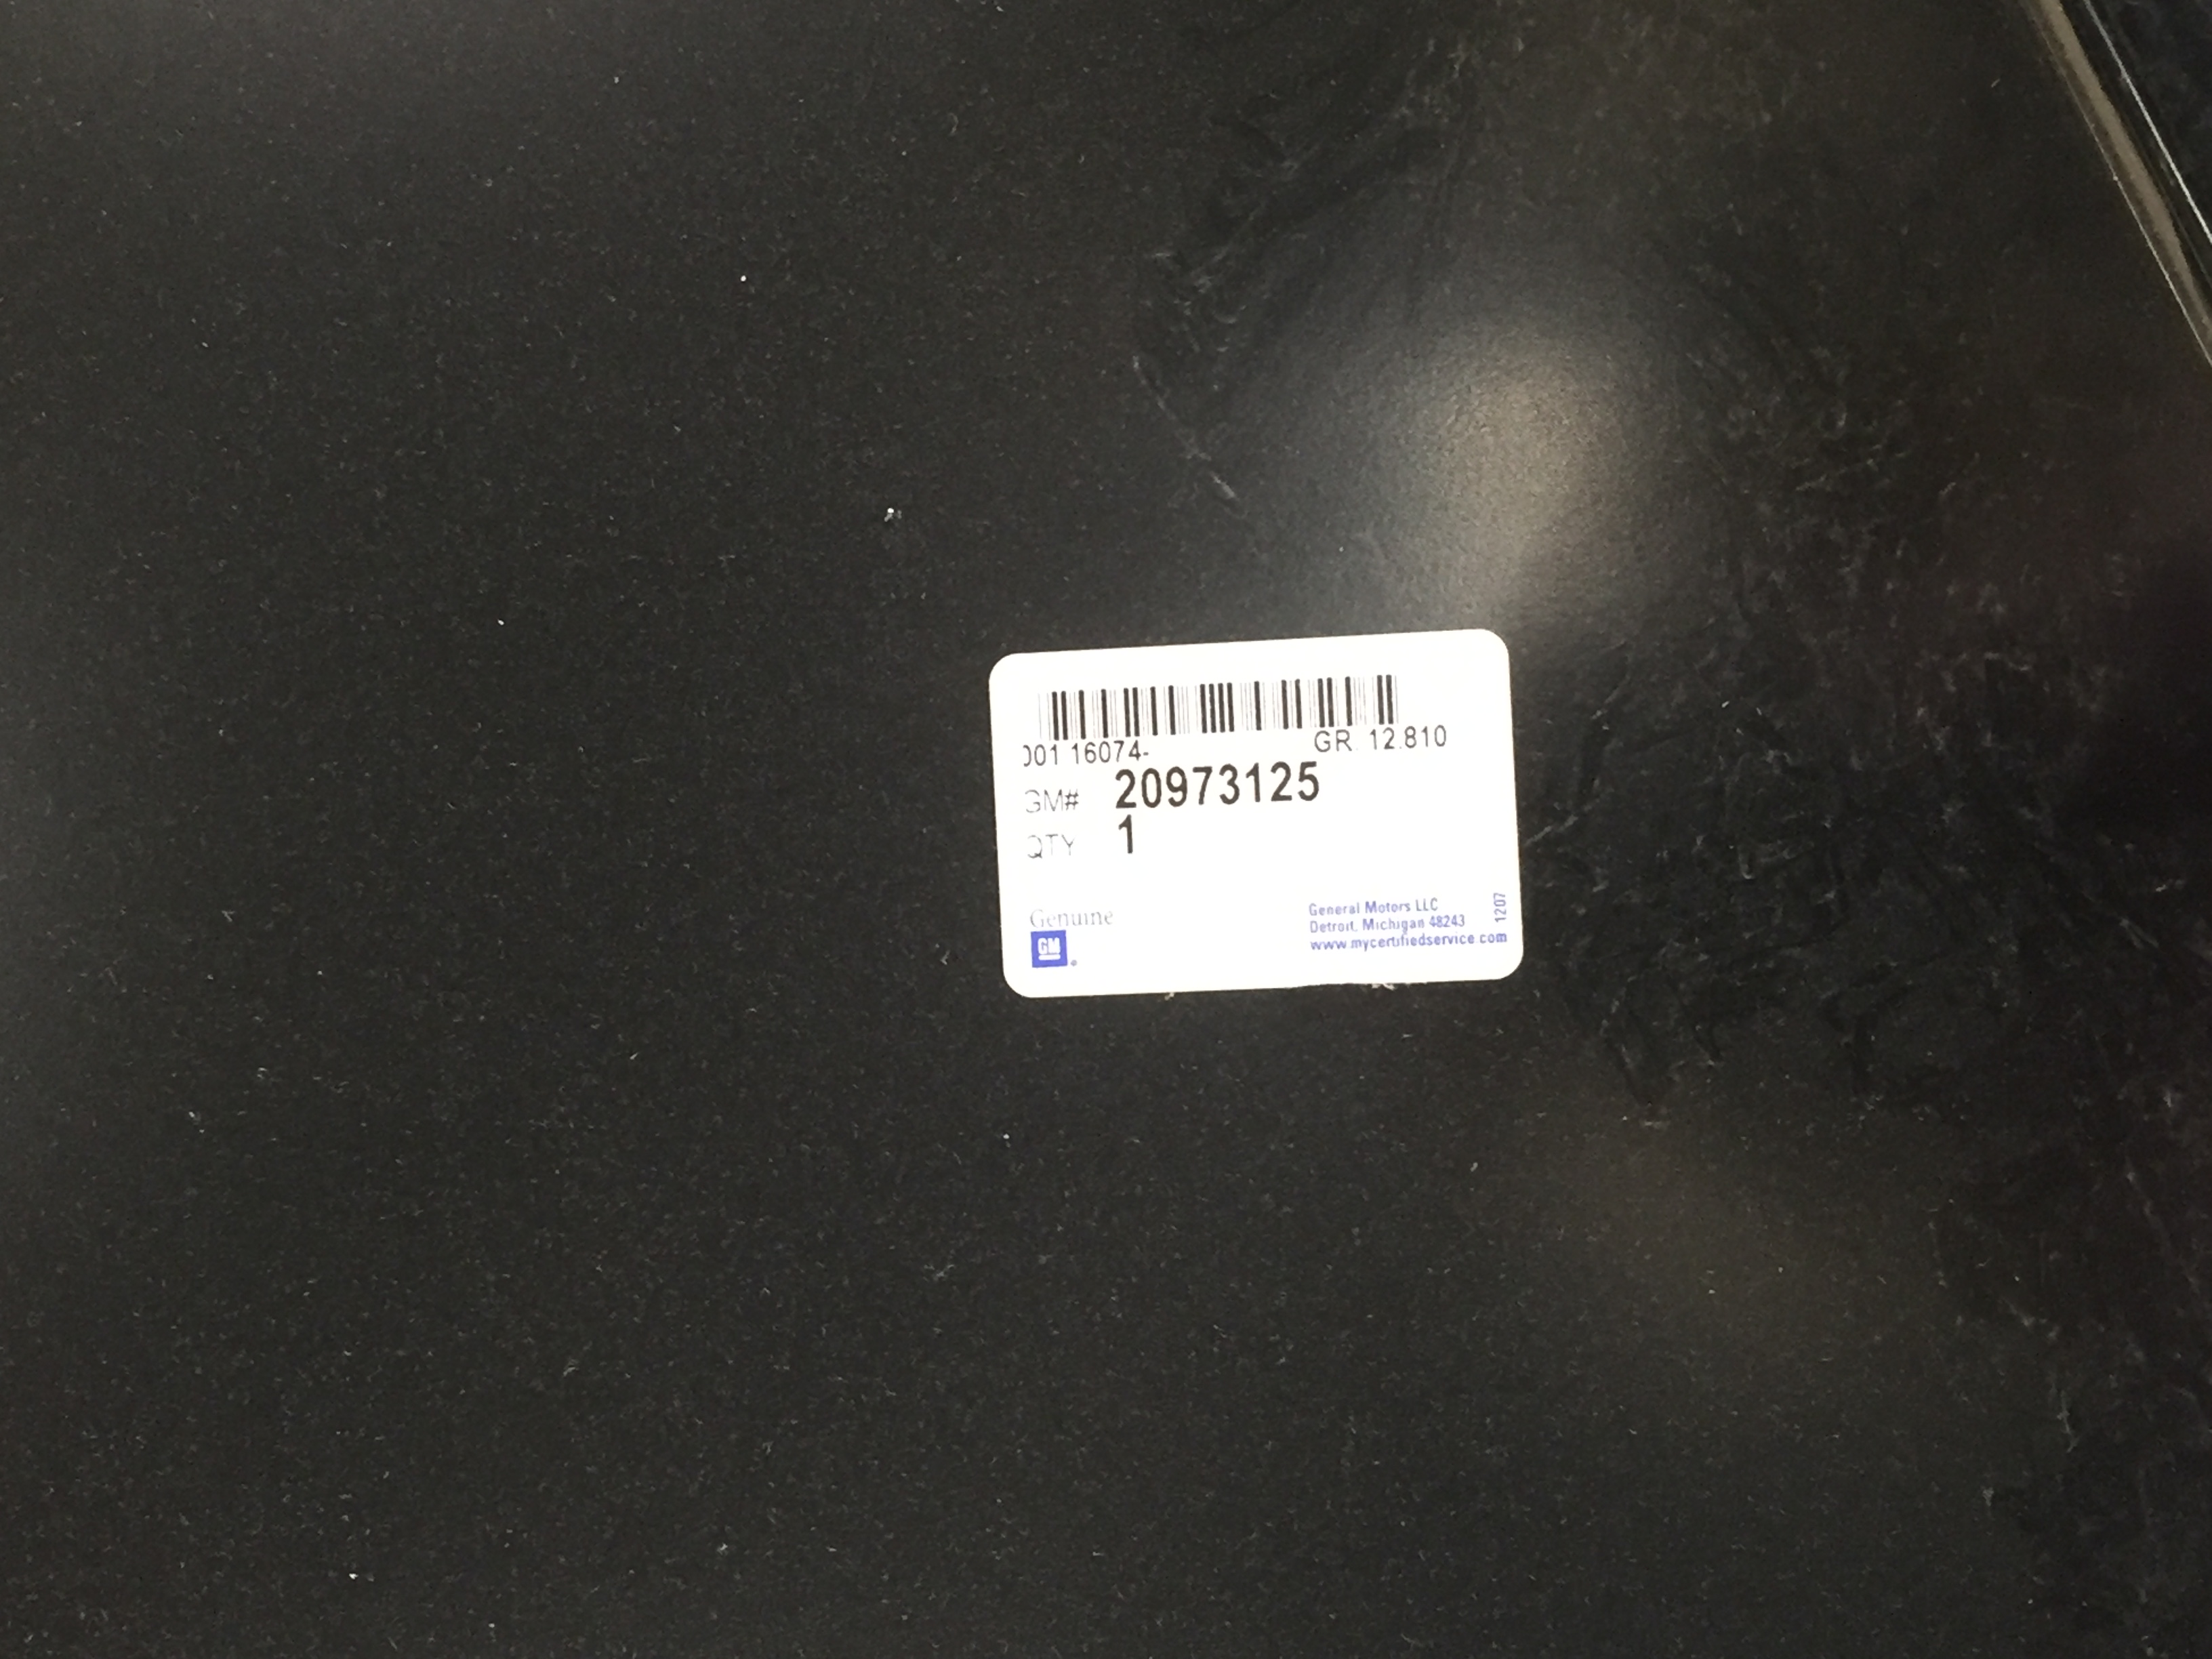 001 16074- GR. 12.810
GM# 20973125
QTY 1
Genuine
GM
General Motors LLC
Detroit, Michigan 48243
www.mycertifiedservice.com
1207